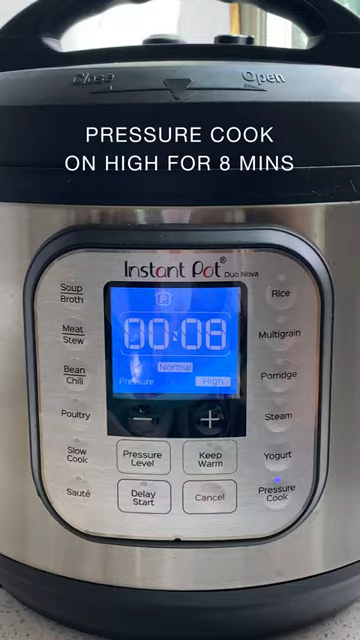 Close
Open
PRESSURE COOK
ON HIGH FOR 8 MINS
Instant Pot®
Duo Nova
Soup
Broth
Meat
Stew
Bean
Chili
Poultry
Slow
Cook
Sauté
P
00:08
Normal
Pressure
High
−
+
Pressure
Level
Keep
Warm
Delay
Start
Cancel
Rice
Multigrain
Porridge
Steam
Yogurt
Pressure
Cook